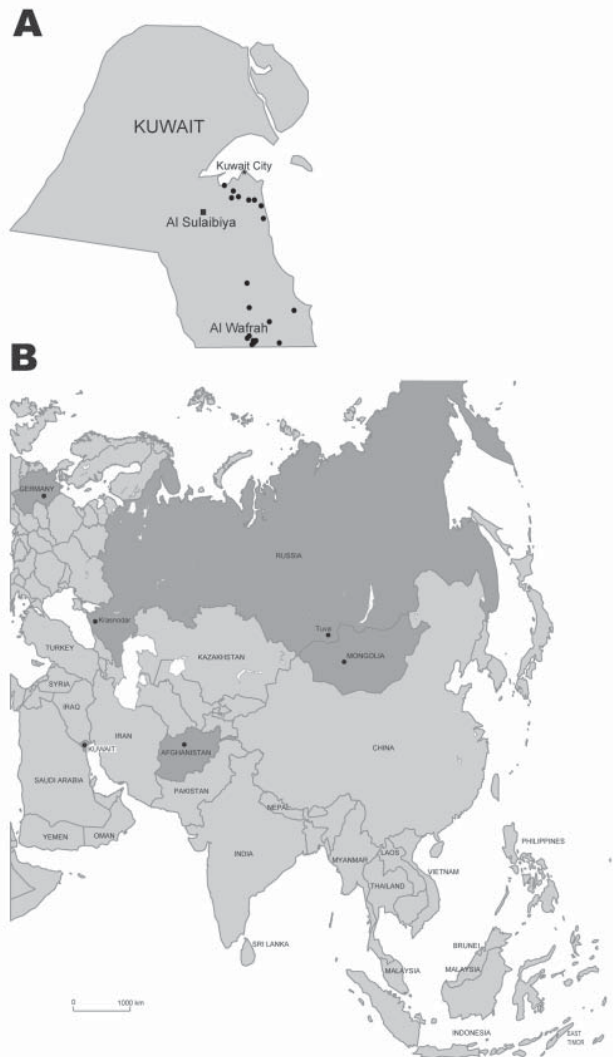 A
KUWAIT
Kuwait City
Al Sulaibiya
Al Wafrah
B
GERMANY
RUSSIA
Krasnodar
Tuva
TURKEY
KAZAKHSTAN
MONGOLIA
SYRIA
IRAQ
IRAN
KUWAIT
AFGHANISTAN
CHINA
SAUDI ARABIA
PAKISTAN
NEPAL
YEMEN
OMAN
INDIA
MYANMAR
LAOS
PHILIPPINES
VIETNAM
THAILAND
SRI LANKA
BRUNEI
MALAYSIA
MALAYSIA
0 1000 km
INDONESIA
EAST
TIMOR